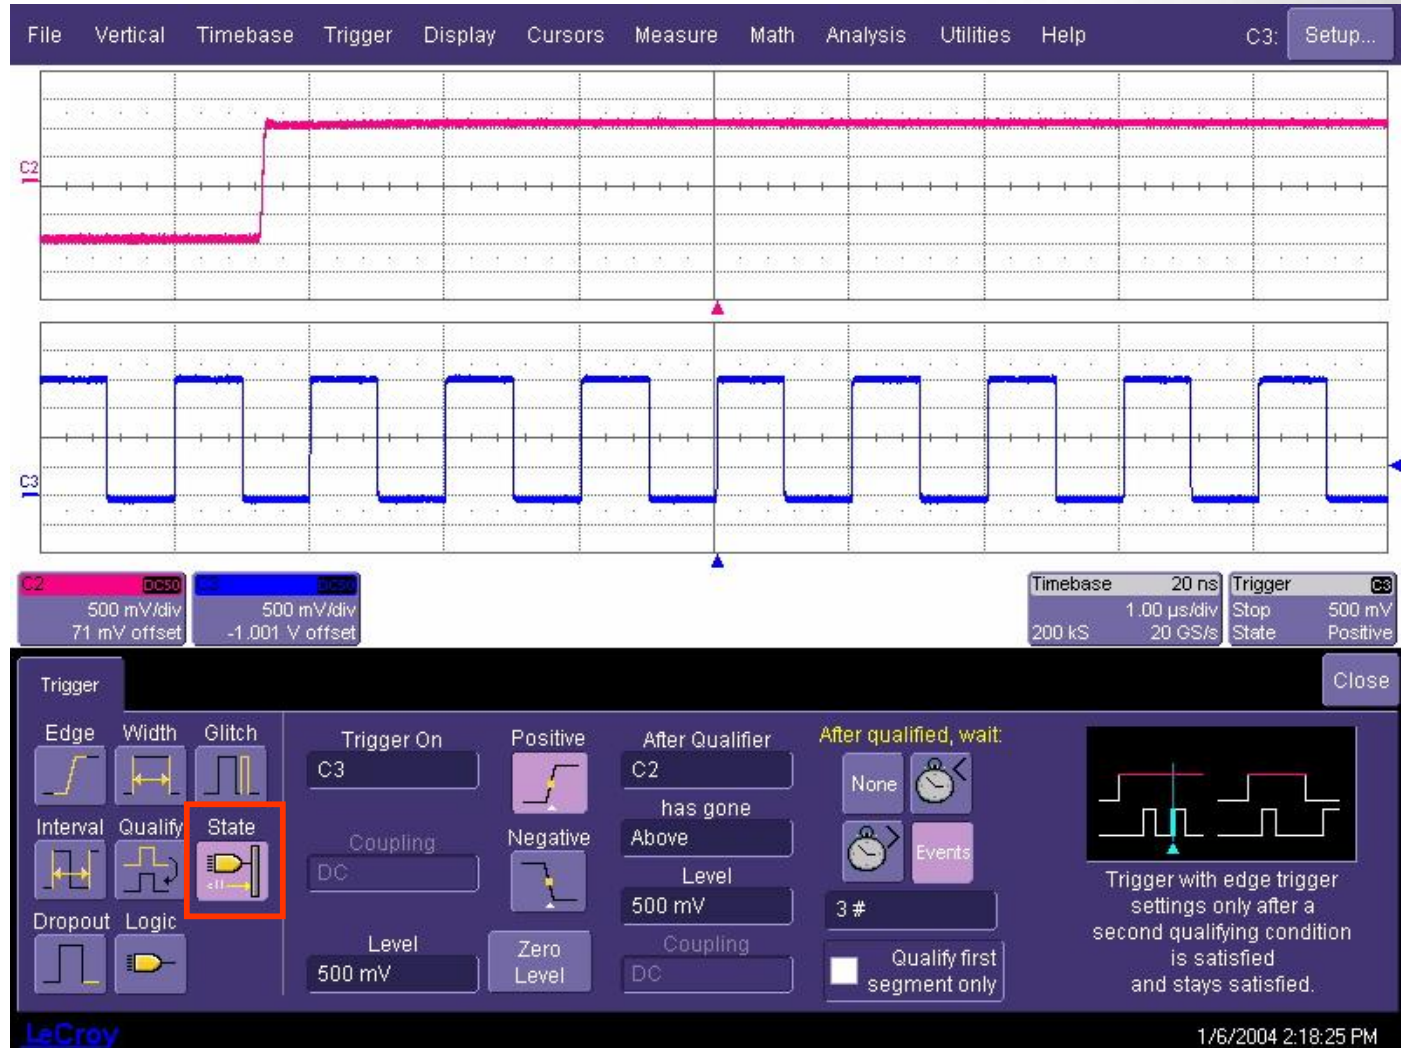 File Vertical Timebase Trigger Display Cursors Measure Math Analysis Utilities Help C3: Setup...
C2
C3
C2 DC50
500 mV/div
71 mV offset
C3 DC50
500 mV/div
-1.001 V offset
Timebase 20 ns
1.00 µs/div
200 kS 20 GS/s
Trigger C3
Stop 500 mV
State Positive
Trigger
Close
Edge Width Glitch
Interval Qualify State
Dropout Logic
Trigger On
C3
Coupling
DC
Level
500 mV
Positive
Negative
Zero
Level
After Qualifier
C2
has gone
Above
Level
500 mV
Coupling
DC
After qualified, wait:
None
Events
3 #
Qualify first
segment only
Trigger with edge trigger
settings only after a
second qualifying condition
is satisfied
and stays satisfied.
LeCroy
1/6/2004 2:18:25 PM